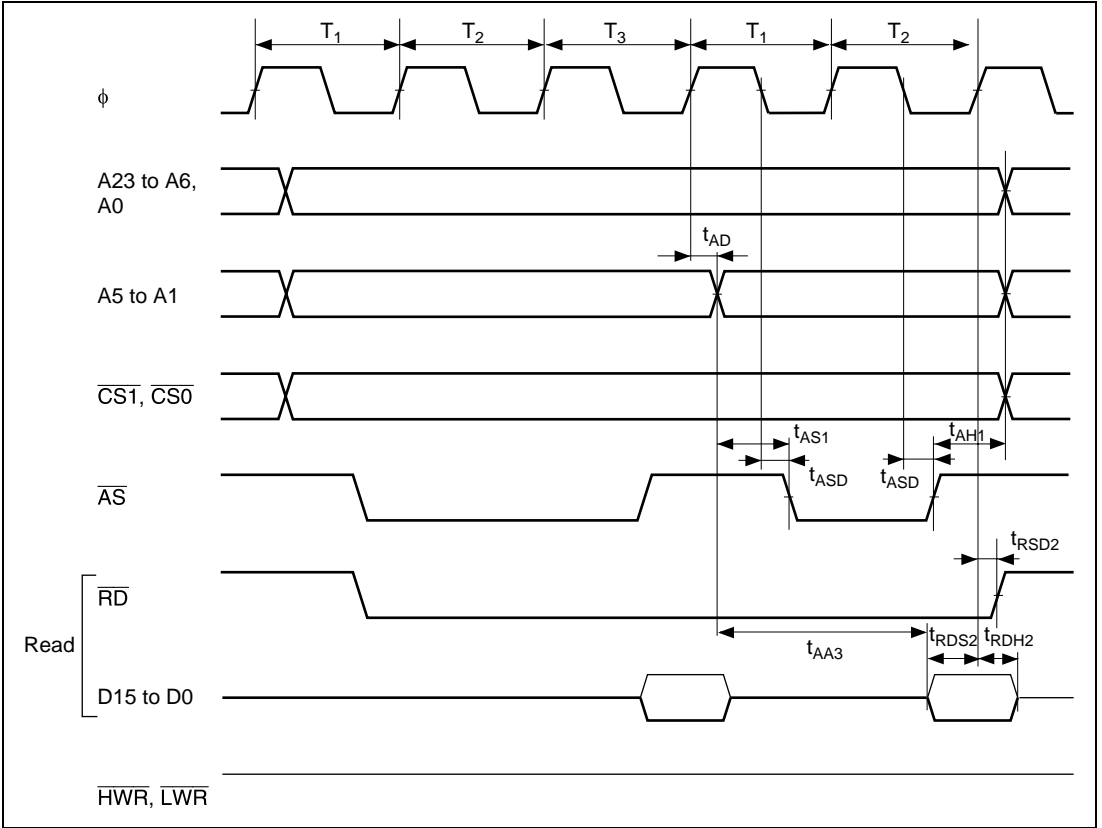 T1 T2 T3 T1 T2
ϕ
A23 to A6,
A0
tAD
A5 to A1
CS1, CS0
tAS1 tAH1
tASD tASD
AS
tRSD2
RD
Read
tAA3 tRDS2 tRDH2
D15 to D0
HWR, LWR